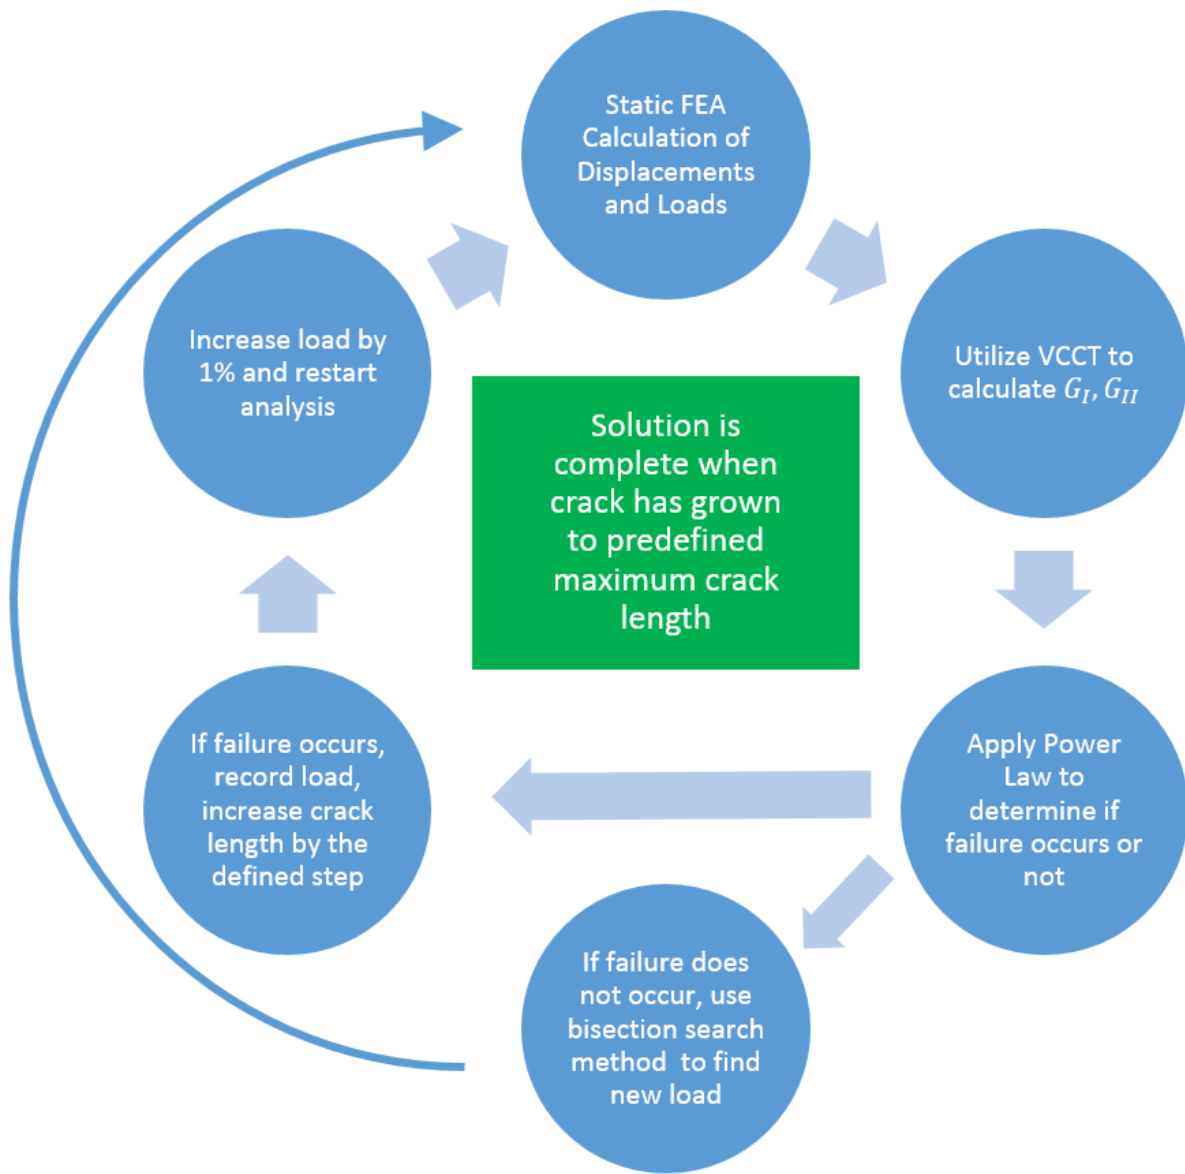 Static FEA
Calculation of
Displacements
and Loads
Utilize VCCT to
calculate G_I, G_II
Apply Power
Law to
determine if
failure occurs or
not
If failure does
not occur, use
bisection search
method to find
new load
If failure occurs,
record load,
increase crack
length by the
defined step
Increase load by
1% and restart
analysis
Solution is
complete when
crack has grown
to predefined
maximum crack
length